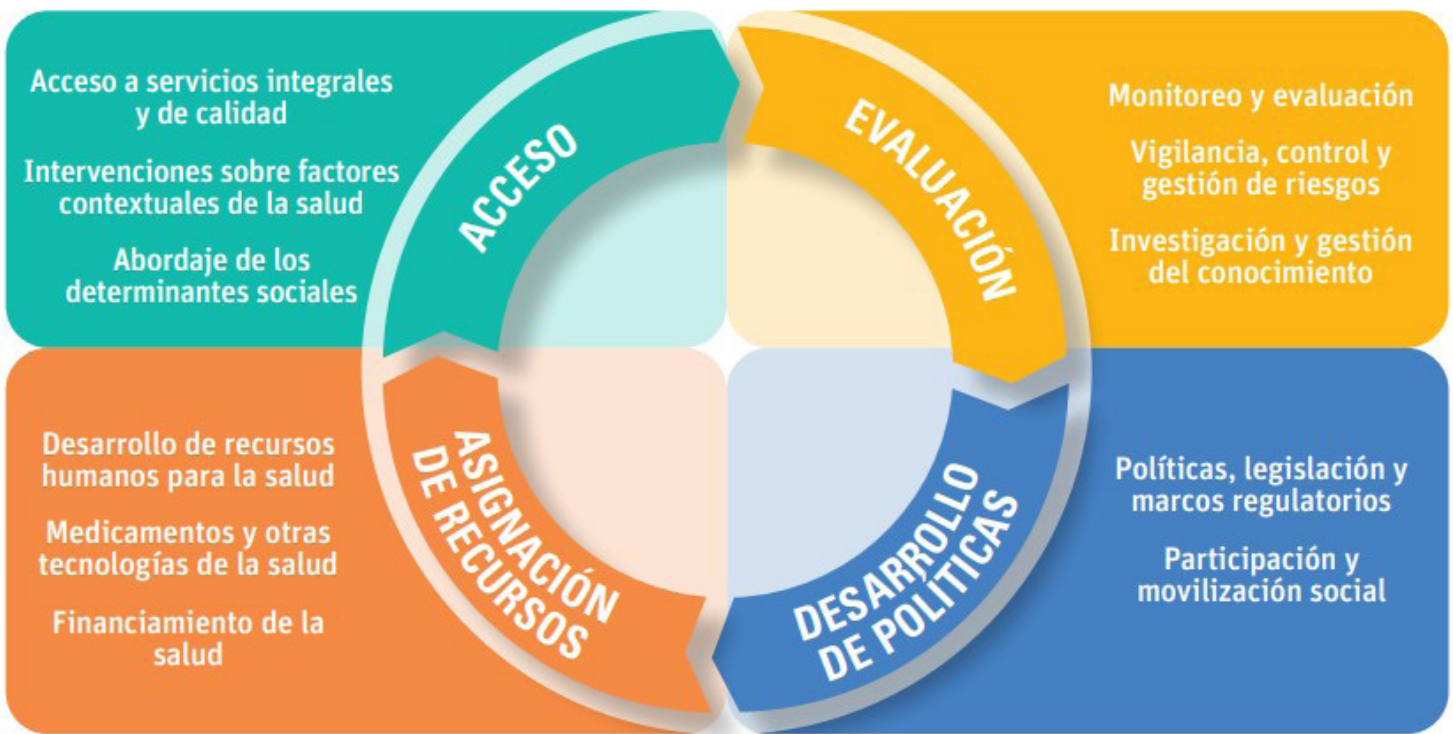 Acceso a servicios integrales
y de calidad
Intervenciones sobre factores
contextuales de la salud
Abordaje de los
determinantes sociales
ACCESO
EVALUACIÓN
Monitoreo y evaluación
Vigilancia, control y
gestión de riesgos
Investigación y gestión
del conocimiento
Desarrollo de recursos
humanos para la salud
Medicamentos y otras
tecnologías de la salud
Financiamiento de la
salud
ASIGNACIÓN
DE RECURSOS
DESARROLLO
DE POLÍTICAS
Políticas, legislación y
marcos regulatorios
Participación y
movilización social